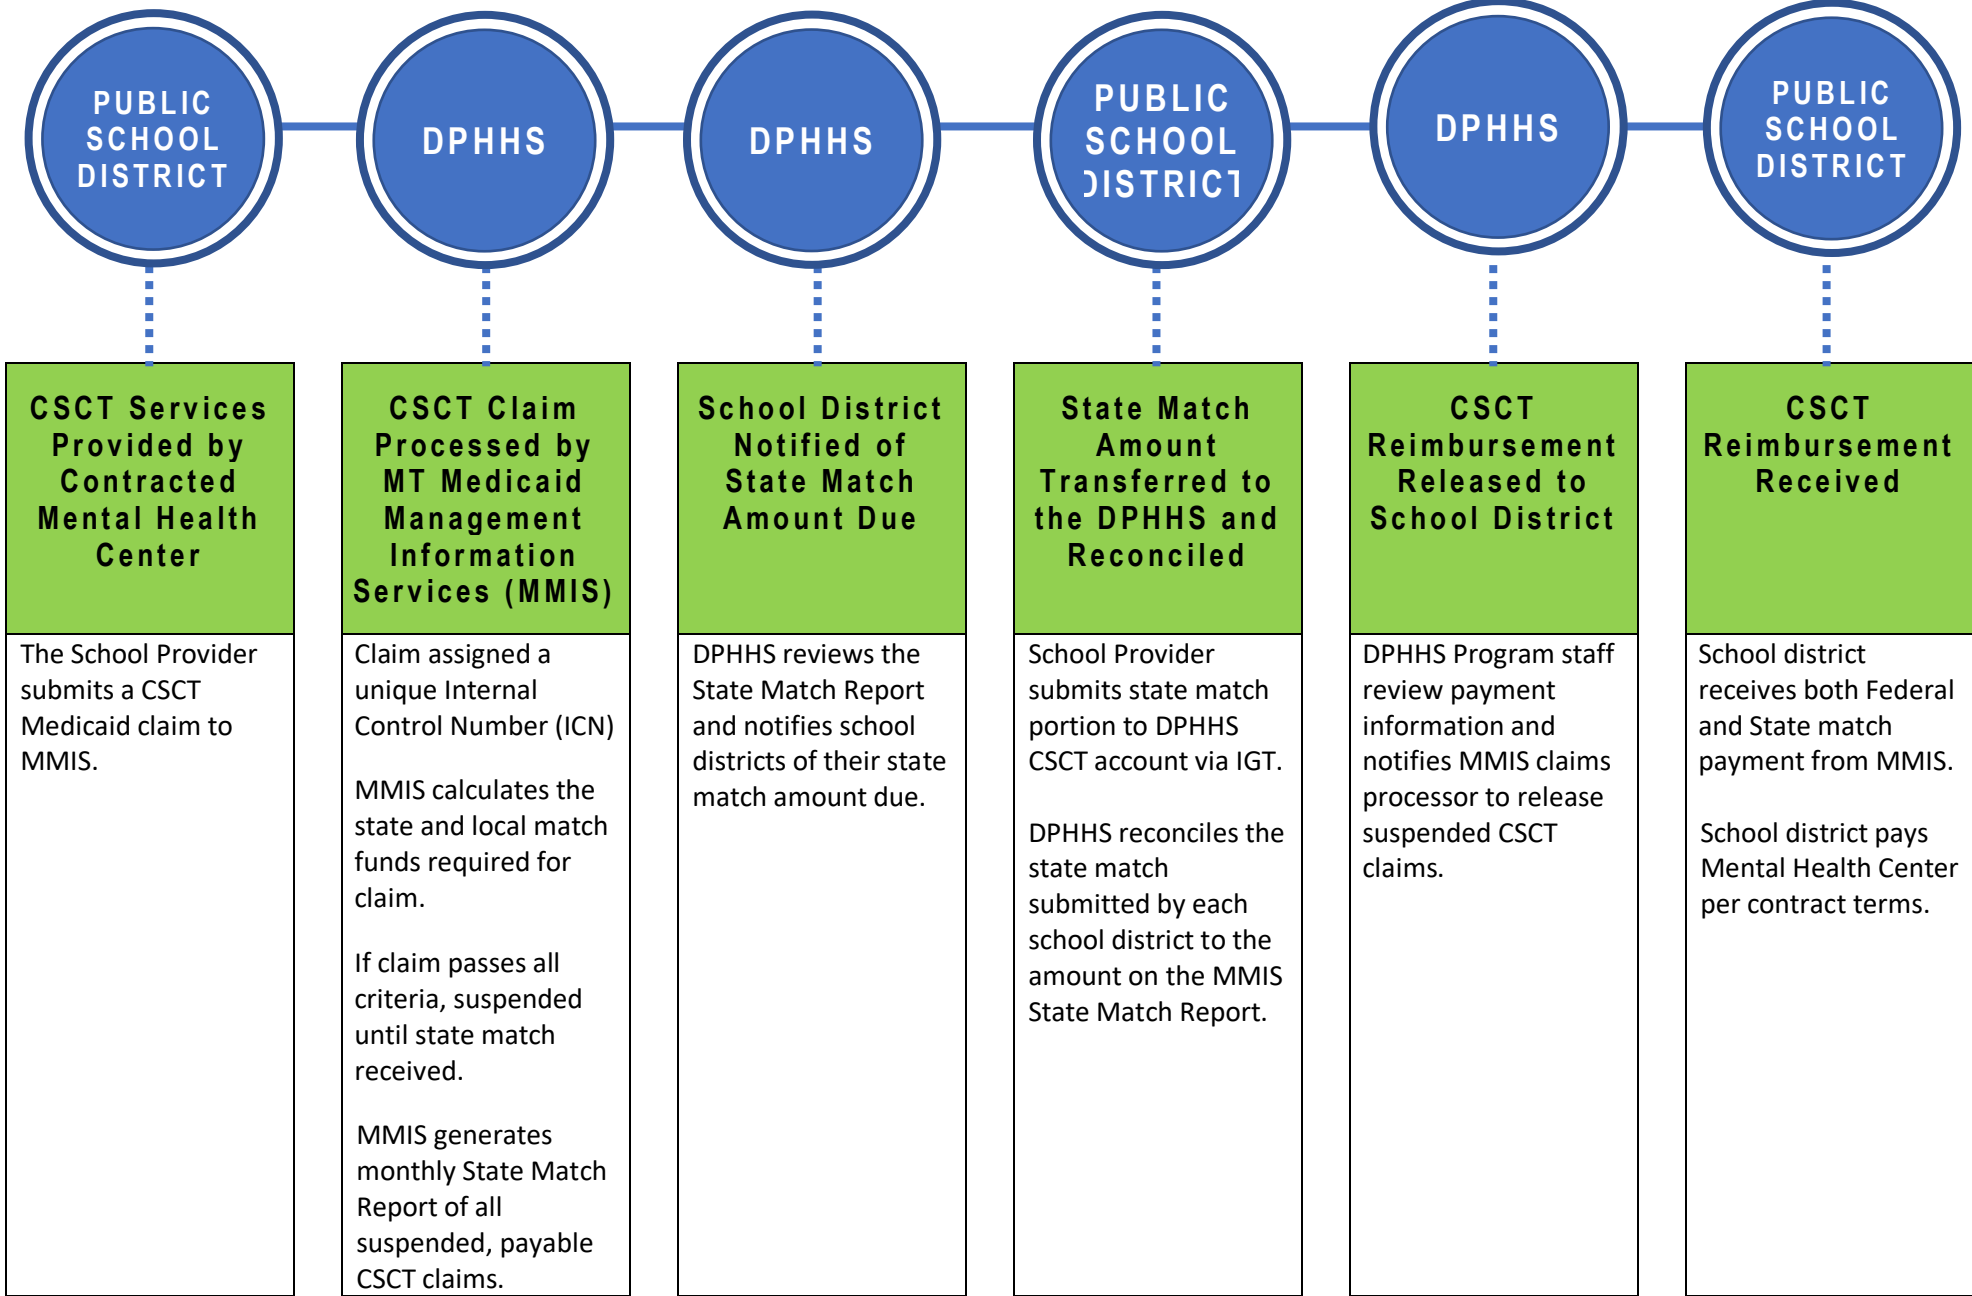 PUBLIC
SCHOOL
DISTRICT
DPHHS
DPHHS
PUBLIC
SCHOOL
DISTRICT
DPHHS
PUBLIC
SCHOOL
DISTRICT
CSCT Services
Provided by
Contracted
Mental Health
Center
The School Provider
submits a CSCT
Medicaid claim to
MMIS.
CSCT Claim
Processed by
MT Medicaid
Management
Information
Services (MMIS)
Claim assigned a
unique Internal
Control Number (ICN)
MMIS calculates the
state and local match
funds required for
claim.
If claim passes all
criteria, suspended
until state match
received.
MMIS generates
monthly State Match
Report of all
suspended, payable
CSCT claims.
School District
Notified of
State Match
Amount Due
DPHHS reviews the
State Match Report
and notifies school
districts of their state
match amount due.
State Match
Amount
Transferred to
the DPHHS and
Reconciled
School Provider
submits state match
portion to DPHHS
CSCT account via IGT.
DPHHS reconciles the
state match
submitted by each
school district to the
amount on the MMIS
State Match Report.
CSCT
Reimbursement
Released to
School District
DPHHS Program staff
review payment
information and
notifies MMIS claims
processor to release
suspended CSCT
claims.
CSCT
Reimbursement
Received
School district
receives both Federal
and State match
payment from MMIS.
School district pays
Mental Health Center
per contract terms.